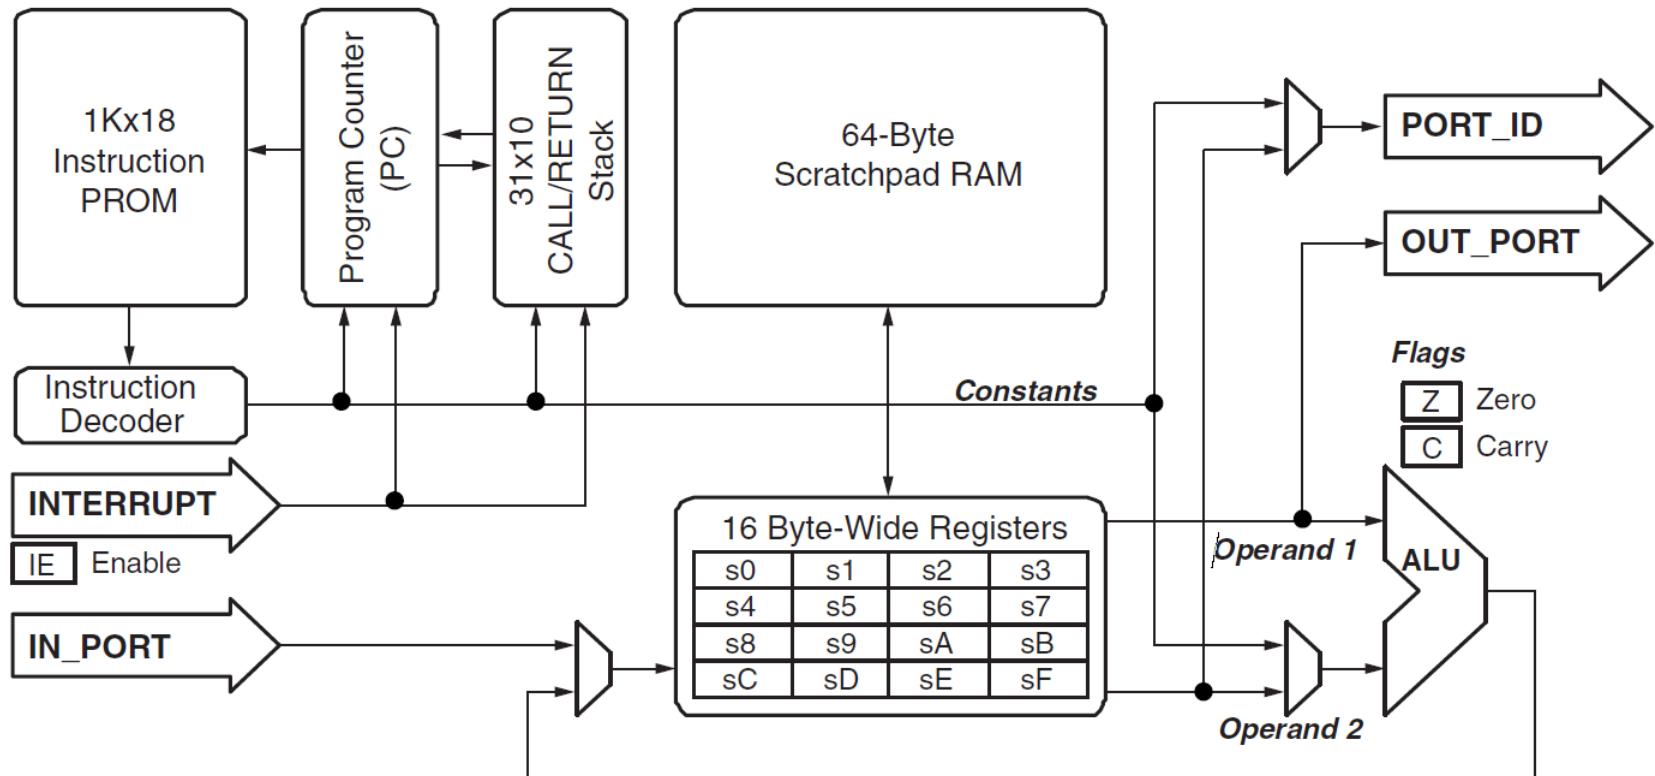 1Kx18
Instruction
PROM
Program Counter
(PC)
31x10
CALL/RETURN
Stack
64-Byte
Scratchpad RAM
PORT_ID
OUT_PORT
Instruction
Decoder
Constants
Flags
Z Zero
C Carry
INTERRUPT
IE Enable
IN_PORT
16 Byte-Wide Registers
s0 s1 s2 s3
s4 s5 s6 s7
s8 s9 sA sB
sC sD sE sF
Operand 1
ALU
Operand 2